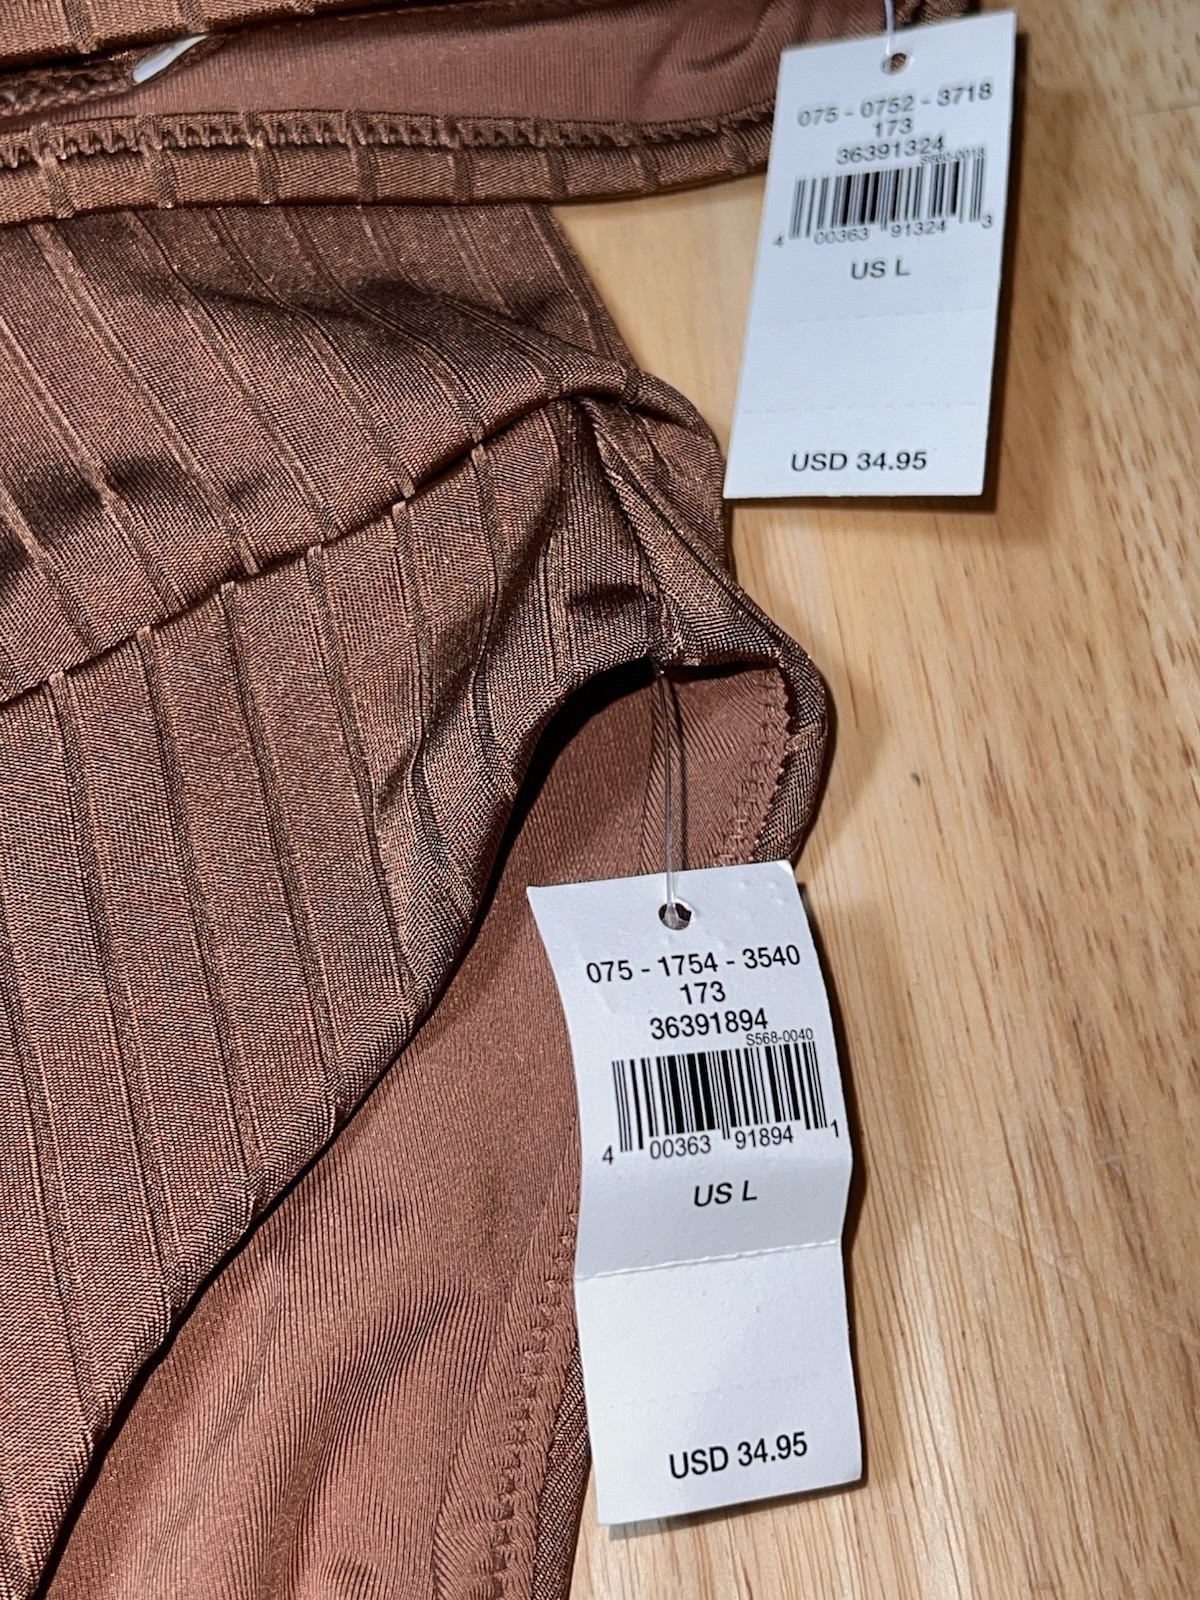 075 - 0752 - 3718
173
36391324
4 00363 91324 3
US L
USD 34.95
075 - 1754 - 3540
173
36391894
S568-0040
4 00363 91894 1
US L
USD 34.95